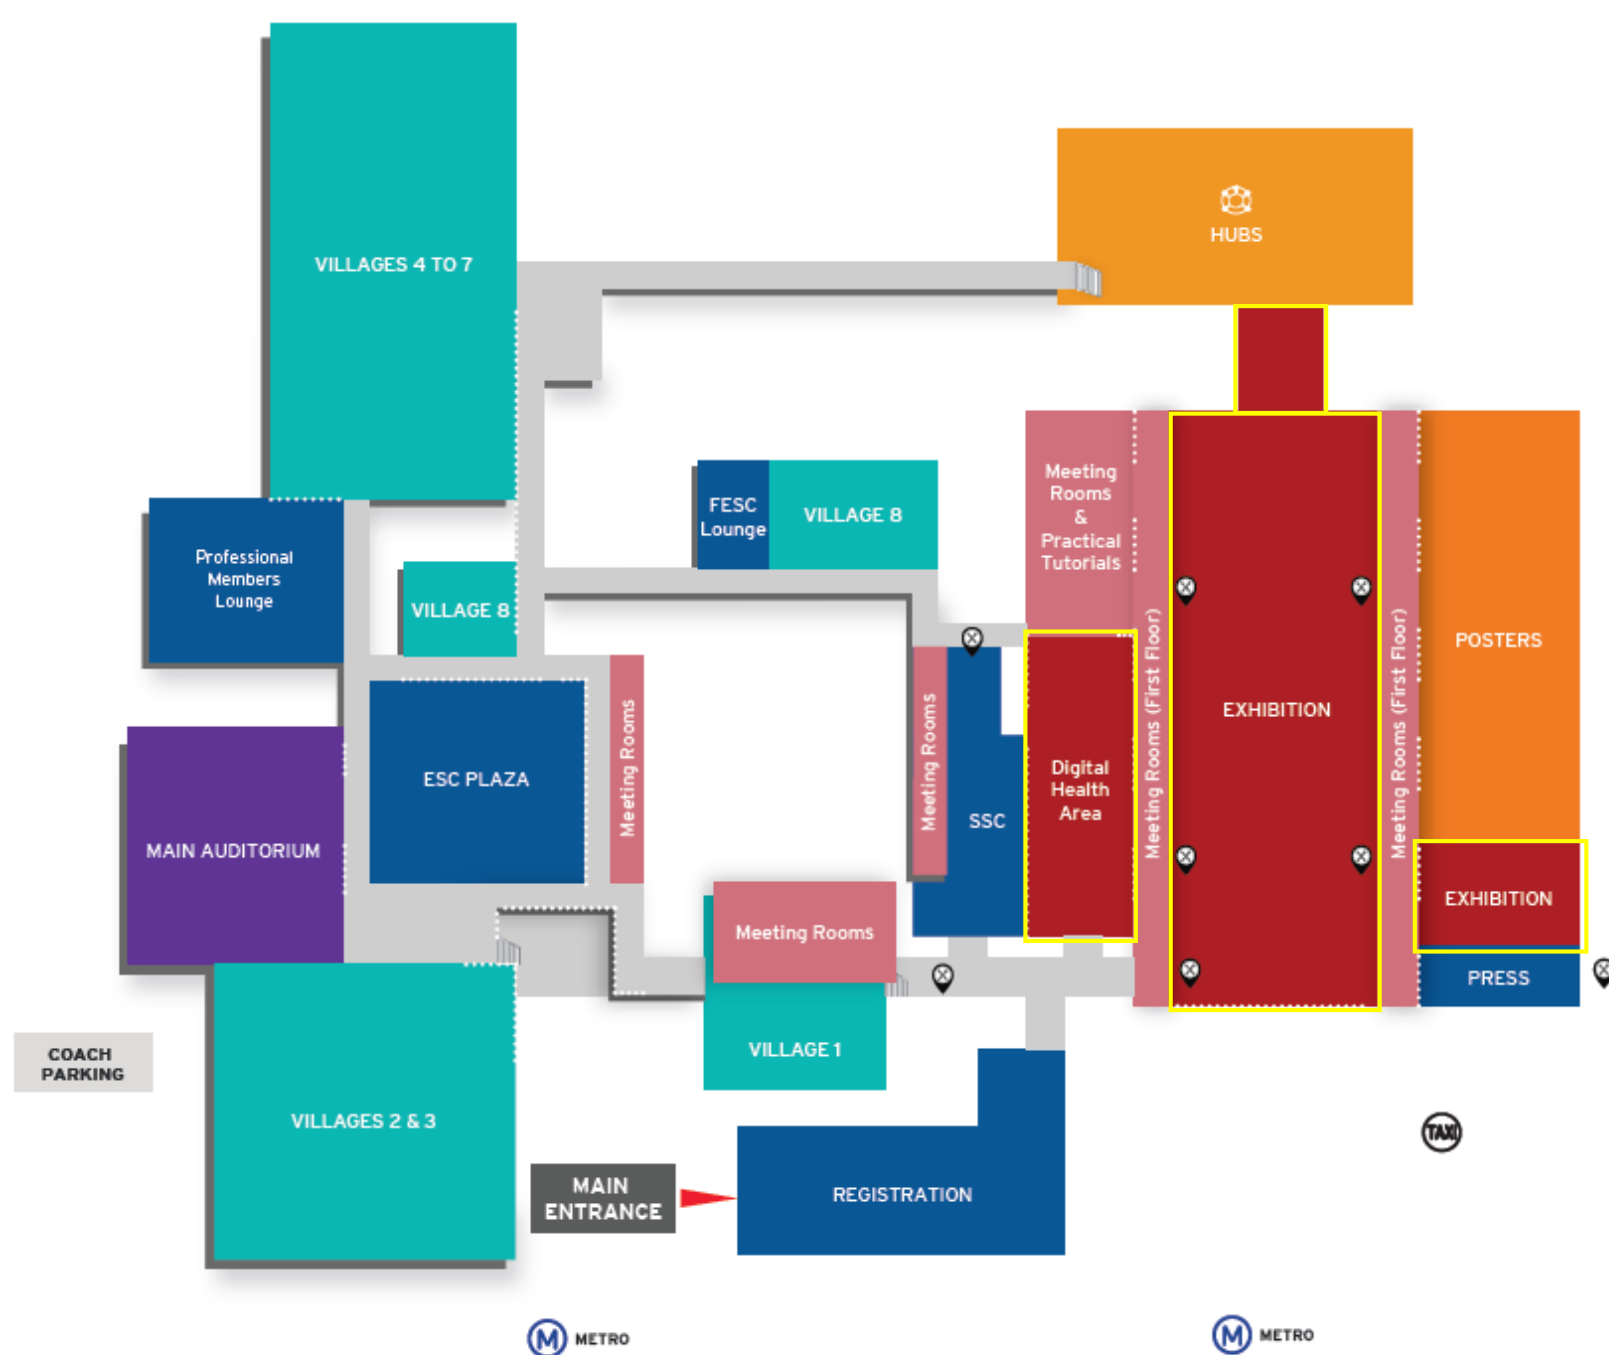 VILLAGES 4 TO 7
HUBS
Meeting
Rooms
&
Practical
Tutorials
FESC
Lounge
VILLAGE 8
Professional
Members
Lounge
VILLAGE 8
Meeting Rooms (First Floor)
EXHIBITION
Meeting Rooms (First Floor)
POSTERS
ESC PLAZA
Meeting Rooms
Meeting Rooms
SSC
Digital
Health
Area
MAIN AUDITORIUM
Meeting Rooms
EXHIBITION
PRESS
VILLAGE 1
COACH
PARKING
VILLAGES 2 & 3
TAXI
MAIN
ENTRANCE
REGISTRATION
M METRO
M METRO